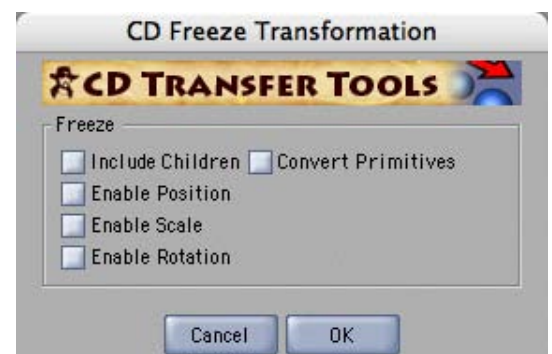 CD Freeze Transformation
CD TRANSFER TOOLS
Freeze
Include Children Convert Primitives
Enable Position
Enable Scale
Enable Rotation
Cancel OK